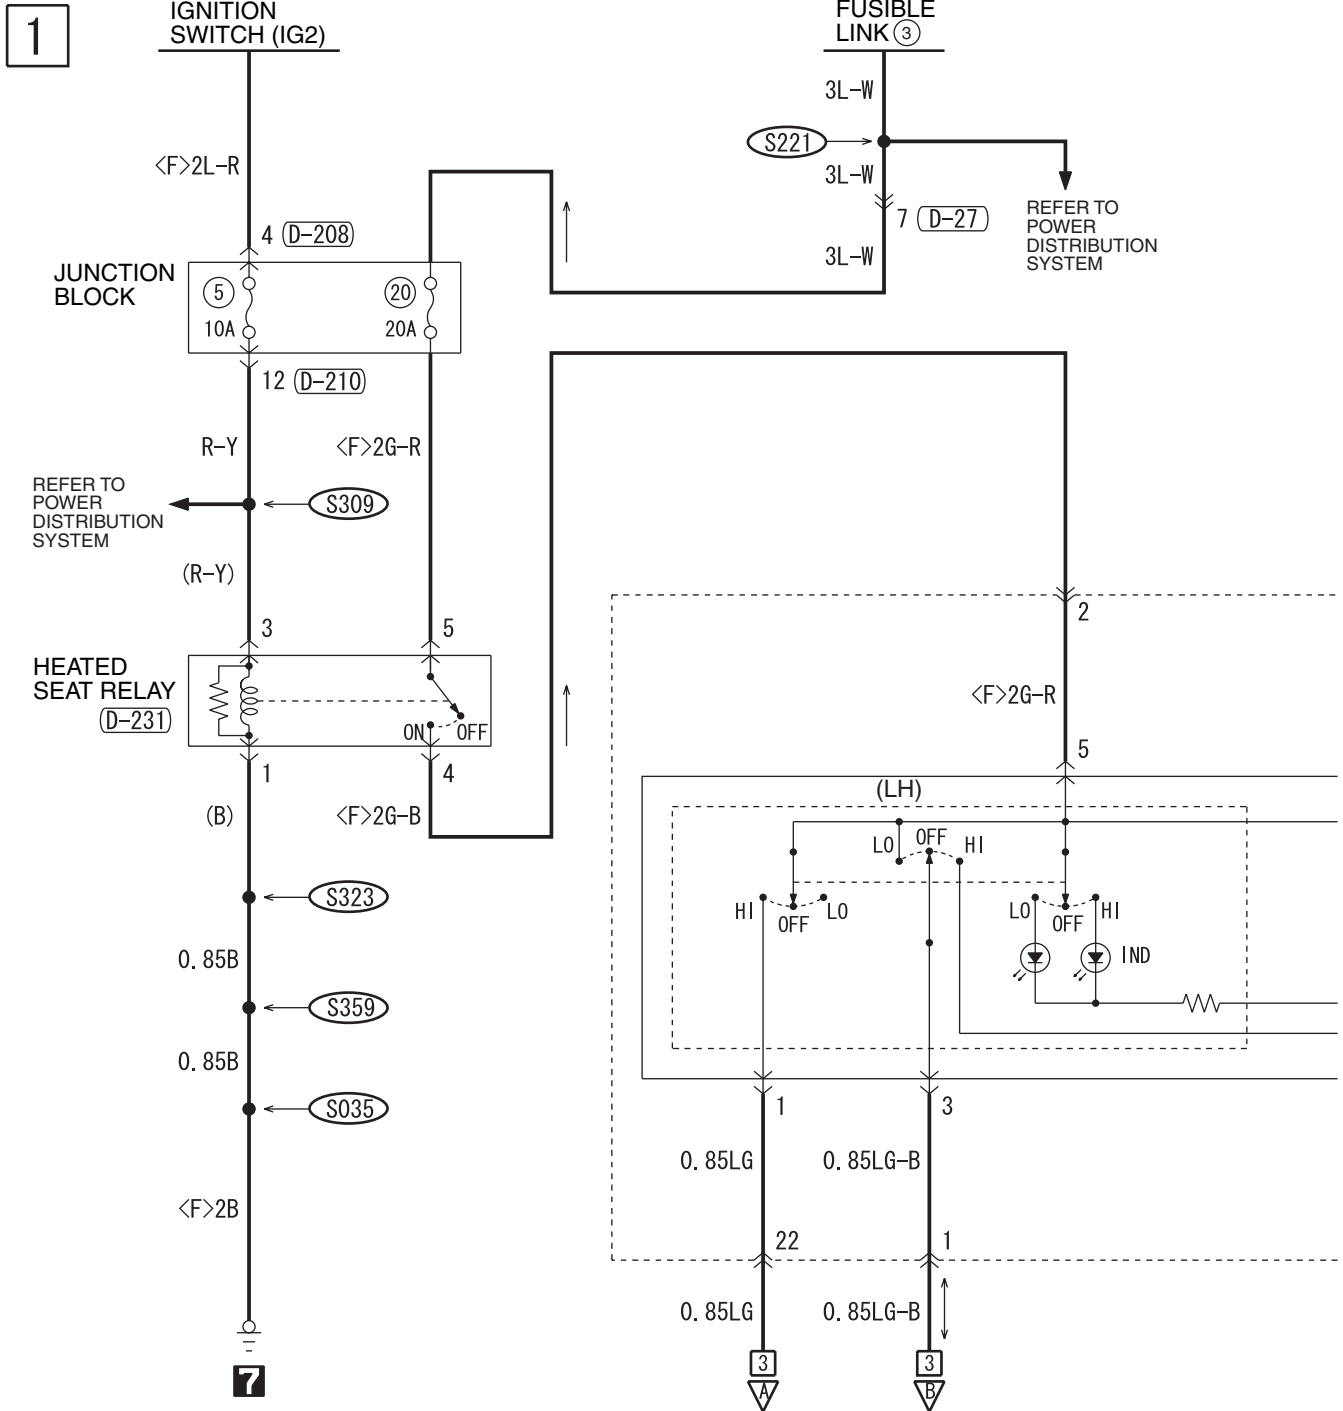 1
IGNITION
SWITCH (IG2)
FUSIBLE
LINK 3
3L-W
S221
<F>2L-R
3L-W
7 D-27
REFER TO
POWER
DISTRIBUTION
SYSTEM
4 D-208
3L-W
JUNCTION
BLOCK
5
20
10A
20A
12 D-210
R-Y
<F>2G-R
REFER TO
POWER
DISTRIBUTION
SYSTEM
S309
(R-Y)
2
3
5
HEATED
SEAT RELAY
D-231
ON
OFF
<F>2G-R
1
4
5
(B)
<F>2G-B
(LH)
LO
OFF
HI
S323
HI
OFF
LO
LO
OFF
HI
0.85B
IND
S359
0.85B
S035
1
3
0.85LG
0.85LG-B
<F>2B
22
1
0.85LG
0.85LG-B
7
3
3
A
B